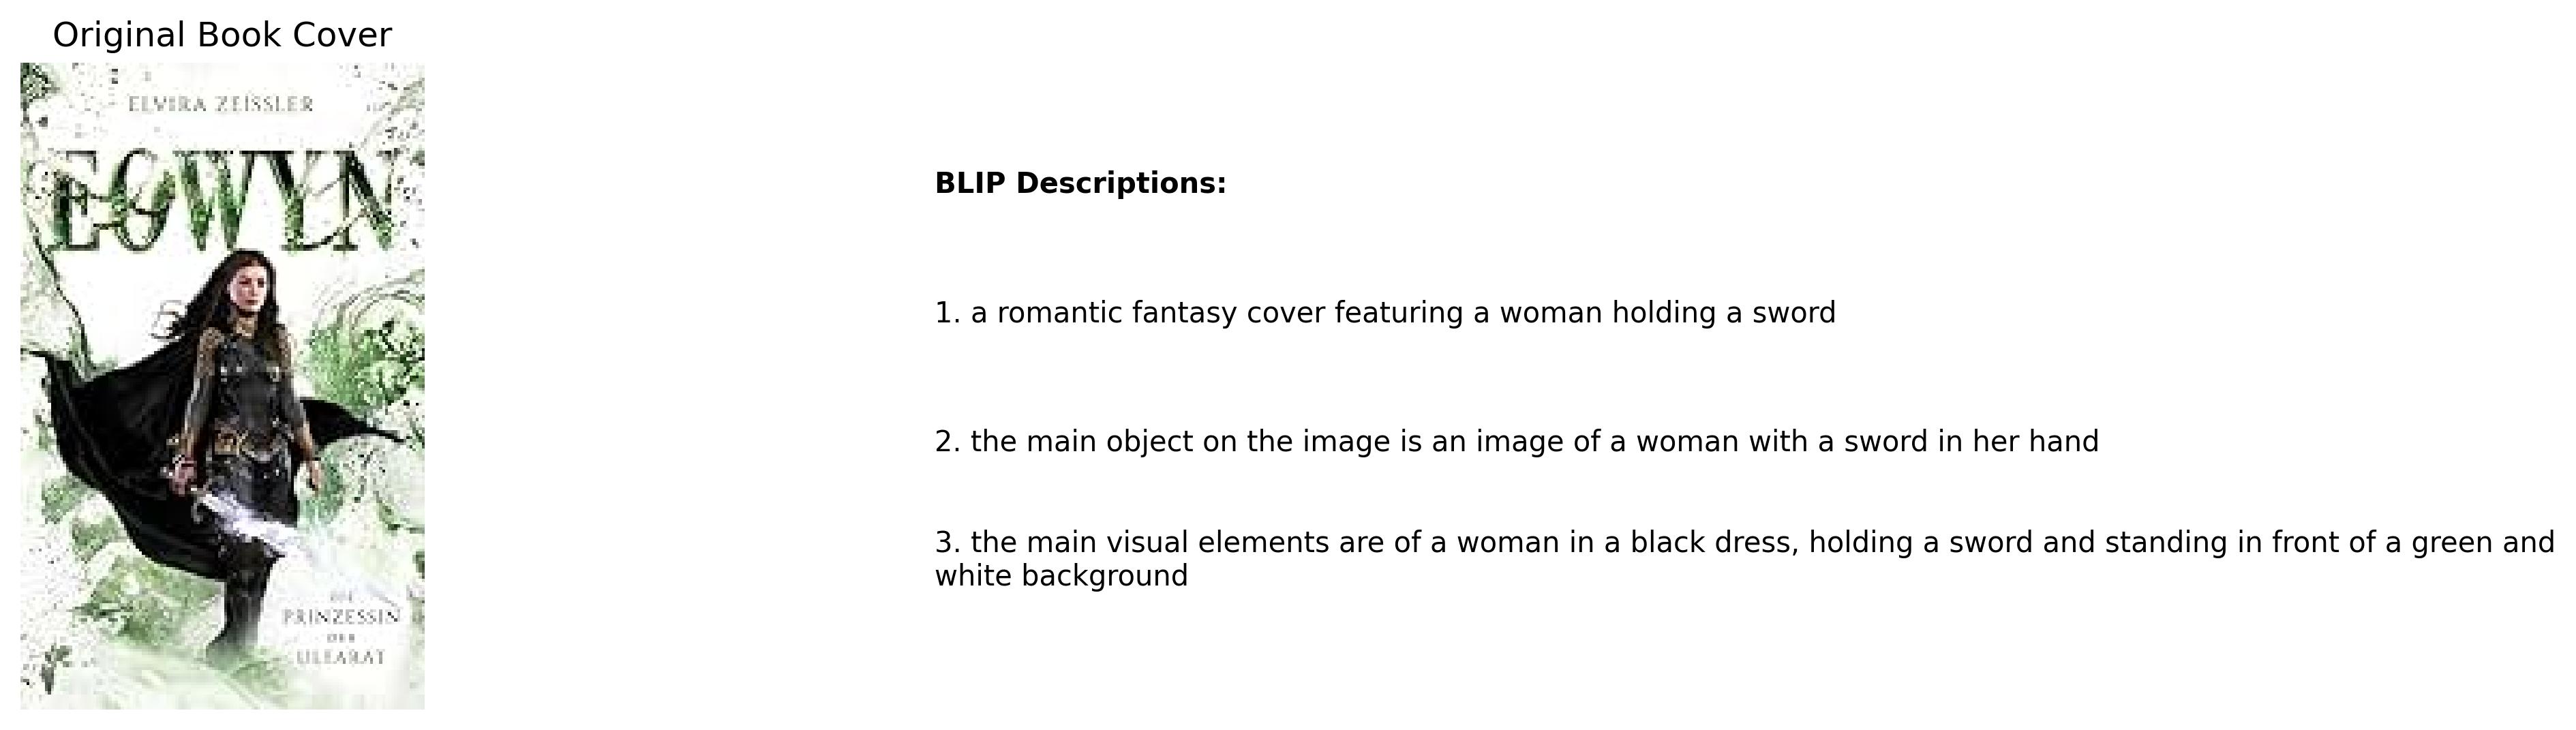 Original Book Cover
ELVIRA ZEISSLER
EOWYN
PRINZESSIN
DER
ULEARAT
BLIP Descriptions:
1. a romantic fantasy cover featuring a woman holding a sword
2. the main object on the image is an image of a woman with a sword in her hand
3. the main visual elements are of a woman in a black dress, holding a sword and standing in front of a green and
white background